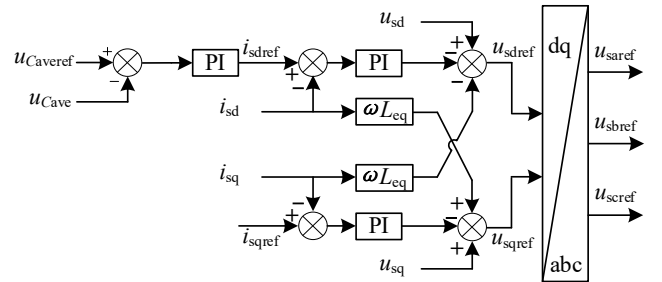 u_sd
u_Caveref + − PI i_sdref + − PI − + − u_sdref dq u_saref
u_Cave
i_sd ωL_eq
u_sbref
i_sq ωL_eq
− + +
i_sqref + PI − u_scref
u_sq + u_sqref abc